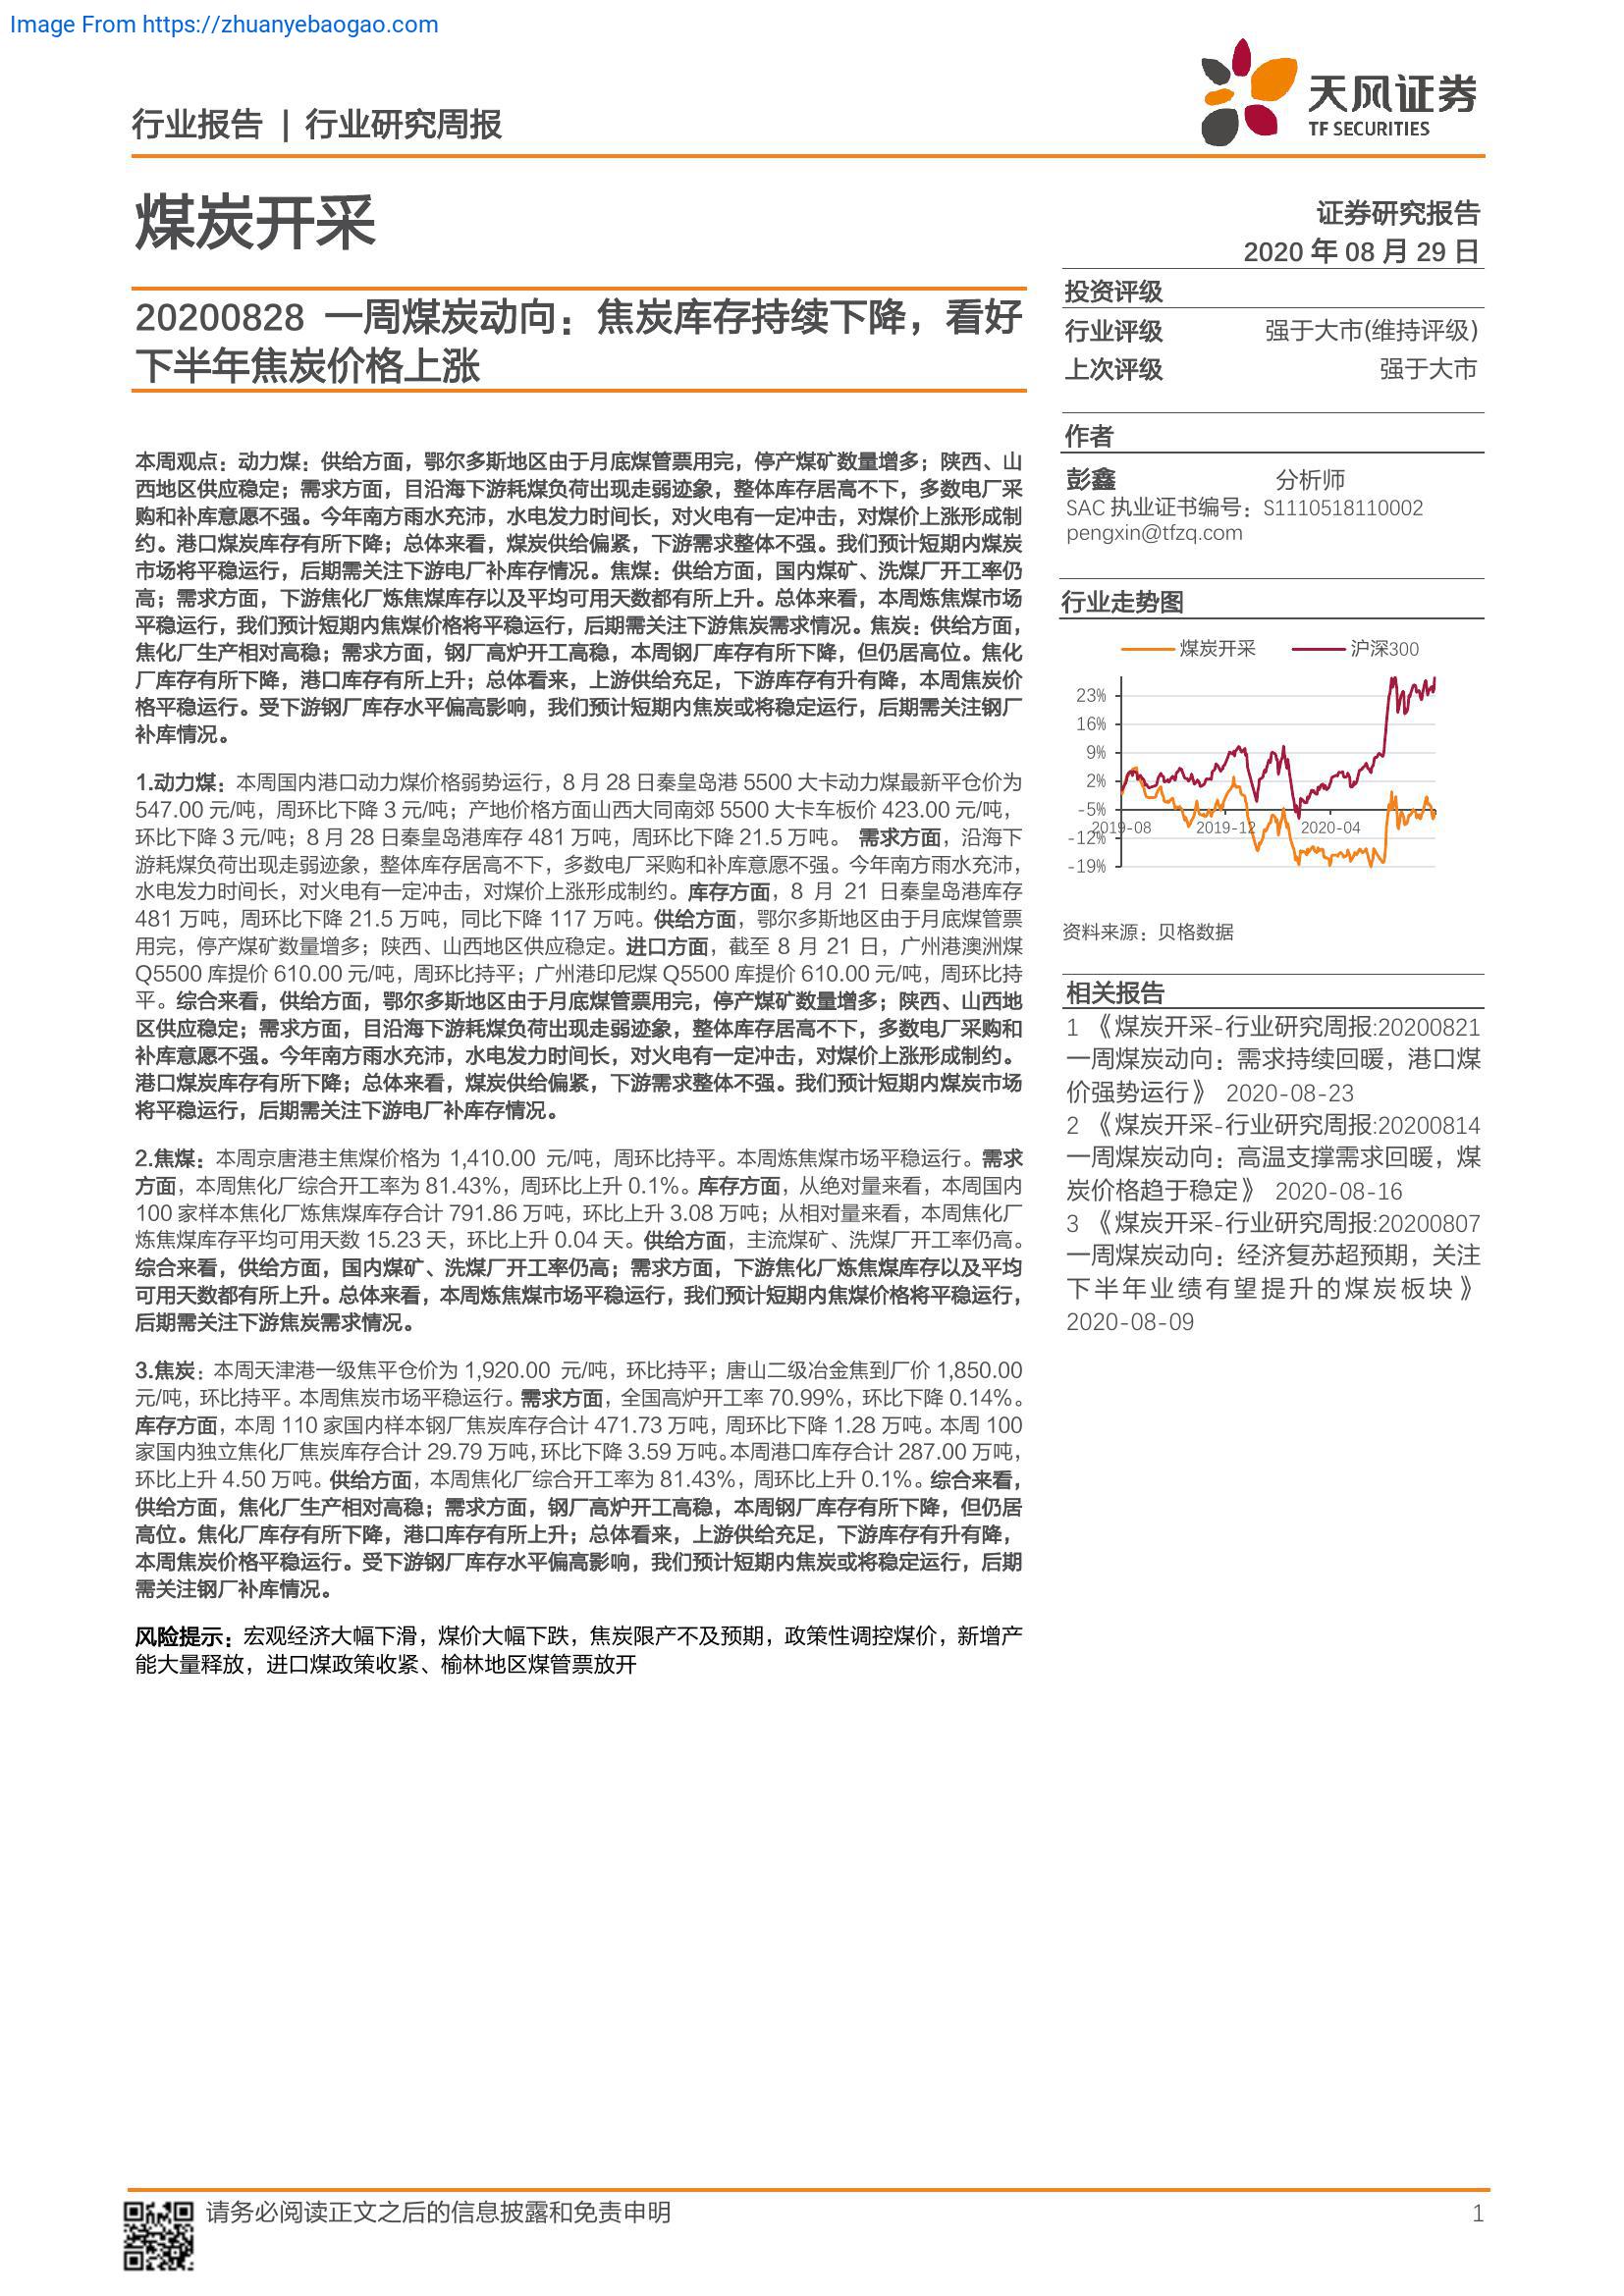 Image From https://zhuanyebaogao.com
行业报告 | 行业研究周报
天风证券
TF SECURITIES
煤炭开采
证券研究报告
2020 年 08 月 29 日
20200828 一周煤炭动向：焦炭库存持续下降，看好
下半年焦炭价格上涨
本周观点：动力煤：供给方面，鄂尔多斯地区由于月底煤管票用完，停产煤矿数量增多；陕西、山
西地区供应稳定；需求方面，目沿海下游耗煤负荷出现走弱迹象，整体库存居高不下，多数电厂采
购和补库意愿不强。今年南方雨水充沛，水电发力时间长，对火电有一定冲击，对煤价上涨形成制
约。港口煤炭库存有所下降；总体来看，煤炭供给偏紧，下游需求整体不强。我们预计短期内煤炭
市场将平稳运行，后期需关注下游电厂补库存情况。焦煤：供给方面，国内煤矿、洗煤厂开工率仍
高；需求方面，下游焦化厂炼焦煤库存以及平均可用天数都有所上升。总体来看，本周炼焦煤市场
平稳运行，我们预计短期内焦煤价格将平稳运行，后期需关注下游焦炭需求情况。焦炭：供给方面，
焦化厂生产相对高稳；需求方面，钢厂高炉开工高稳，本周钢厂库存有所下降，但仍居高位。焦化
厂库存有所下降，港口库存有所上升；总体看来，上游供给充足，下游库存有升有降，本周焦炭价
格平稳运行。受下游钢厂库存水平偏高影响，我们预计短期内焦炭或将稳定运行，后期需关注钢厂
补库情况。
1.动力煤：本周国内港口动力煤价格弱势运行，8 月 28 日秦皇岛港 5500 大卡动力煤最新平仓价为
547.00 元/吨，周环比下降 3 元/吨；产地价格方面山西大同南郊 5500 大卡车板价 423.00 元/吨，
环比下降 3 元/吨；8 月 28 日秦皇岛港库存 481 万吨，周环比下降 21.5 万吨。 需求方面，沿海下
游耗煤负荷出现走弱迹象，整体库存居高不下，多数电厂采购和补库意愿不强。今年南方雨水充沛，
水电发力时间长，对火电有一定冲击，对煤价上涨形成制约。库存方面，8 月 21 日秦皇岛港库存
481 万吨，周环比下降 21.5 万吨，同比下降 117 万吨。供给方面，鄂尔多斯地区由于月底煤管票
用完，停产煤矿数量增多；陕西、山西地区供应稳定。进口方面，截至 8 月 21 日，广州港澳洲煤
Q5500 库提价 610.00 元/吨，周环比持平；广州港印尼煤 Q5500 库提价 610.00 元/吨，周环比持
平。综合来看，供给方面，鄂尔多斯地区由于月底煤管票用完，停产煤矿数量增多；陕西、山西地
区供应稳定；需求方面，目沿海下游耗煤负荷出现走弱迹象，整体库存居高不下，多数电厂采购和
补库意愿不强。今年南方雨水充沛，水电发力时间长，对火电有一定冲击，对煤价上涨形成制约。
港口煤炭库存有所下降；总体来看，煤炭供给偏紧，下游需求整体不强。我们预计短期内煤炭市场
将平稳运行，后期需关注下游电厂补库存情况。
2.焦煤：本周京唐港主焦煤价格为 1,410.00 元/吨，周环比持平。本周炼焦煤市场平稳运行。需求
方面，本周焦化厂综合开工率为 81.43%，周环比上升 0.1%。库存方面，从绝对量来看，本周国内
100 家样本焦化厂炼焦煤库存合计 791.86 万吨，环比上升 3.08 万吨；从相对量来看，本周焦化厂
炼焦煤库存平均可用天数 15.23 天，环比上升 0.04 天。供给方面，主流煤矿、洗煤厂开工率仍高。
综合来看，供给方面，国内煤矿、洗煤厂开工率仍高；需求方面，下游焦化厂炼焦煤库存以及平均
可用天数都有所上升。总体来看，本周炼焦煤市场平稳运行，我们预计短期内焦煤价格将平稳运行，
后期需关注下游焦炭需求情况。
3.焦炭：本周天津港一级焦平仓价为 1,920.00 元/吨，环比持平；唐山二级冶金焦到厂价 1,850.00
元/吨，环比持平。本周焦炭市场平稳运行。需求方面，全国高炉开工率 70.99%，环比下降 0.14%。
库存方面，本周 110 家国内样本钢厂焦炭库存合计 471.73 万吨，周环比下降 1.28 万吨。本周 100
家国内独立焦化厂焦炭库存合计 29.79 万吨，环比下降 3.59 万吨。本周港口库存合计 287.00 万吨，
环比上升 4.50 万吨。供给方面，本周焦化厂综合开工率为 81.43%，周环比上升 0.1%。综合来看，
供给方面，焦化厂生产相对高稳；需求方面，钢厂高炉开工高稳，本周钢厂库存有所下降，但仍居
高位。焦化厂库存有所下降，港口库存有所上升；总体看来，上游供给充足，下游库存有升有降，
本周焦炭价格平稳运行。受下游钢厂库存水平偏高影响，我们预计短期内焦炭或将稳定运行，后期
需关注钢厂补库情况。
风险提示：宏观经济大幅下滑，煤价大幅下跌，焦炭限产不及预期，政策性调控煤价，新增产
能大量释放，进口煤政策收紧、榆林地区煤管票放开
投资评级
行业评级 强于大市(维持评级)
上次评级 强于大市
作者
彭鑫 分析师
SAC 执业证书编号：S1110518110002
pengxin@tfzq.com
行业走势图
煤炭开采 沪深300
23%
16%
9%
2%
-5%
-12%
-19%
2019-08 2019-12 2020-04
资料来源：贝格数据
相关报告
1 《煤炭开采-行业研究周报:20200821
一周煤炭动向：需求持续回暖，港口煤
价强势运行》 2020-08-23
2 《煤炭开采-行业研究周报:20200814
一周煤炭动向：高温支撑需求回暖，煤
炭价格趋于稳定》 2020-08-16
3 《煤炭开采-行业研究周报:20200807
一周煤炭动向：经济复苏超预期，关注
下半年业绩有望提升的煤炭板块》
2020-08-09
请务必阅读正文之后的信息披露和免责申明 1